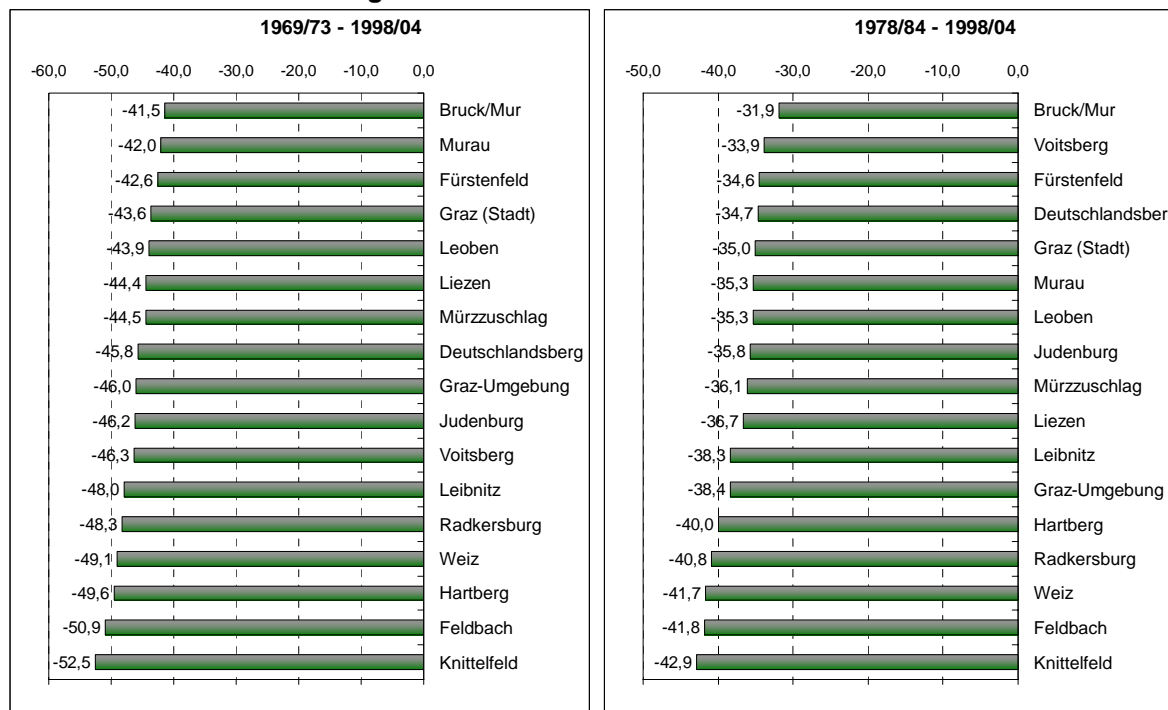 1969/73 - 1998/04
-60,0 -50,0 -40,0 -30,0 -20,0 -10,0 0,0
-41,5 Bruck/Mur
-42,0 Murau
-42,6 Fürstenfeld
-43,6 Graz (Stadt)
-43,9 Leoben
-44,4 Liezen
-44,5 Mürzzuschlag
-45,8 Deutschlandsberg
-46,0 Graz-Umgebung
-46,2 Judenburg
-46,3 Voitsberg
-48,0 Leibnitz
-48,3 Radkersburg
-49,1 Weiz
-49,6 Hartberg
-50,9 Feldbach
-52,5 Knittelfeld
1978/84 - 1998/04
-50,0 -40,0 -30,0 -20,0 -10,0 0,0
-31,9 Bruck/Mur
-33,9 Voitsberg
-34,6 Fürstenfeld
-34,7 Deutschlandsber
-35,0 Graz (Stadt)
-35,3 Murau
-35,3 Leoben
-35,8 Judenburg
-36,1 Mürzzuschlag
-36,7 Liezen
-38,3 Leibnitz
-38,4 Graz-Umgebung
-40,0 Hartberg
-40,8 Radkersburg
-41,7 Weiz
-41,8 Feldbach
-42,9 Knittelfeld